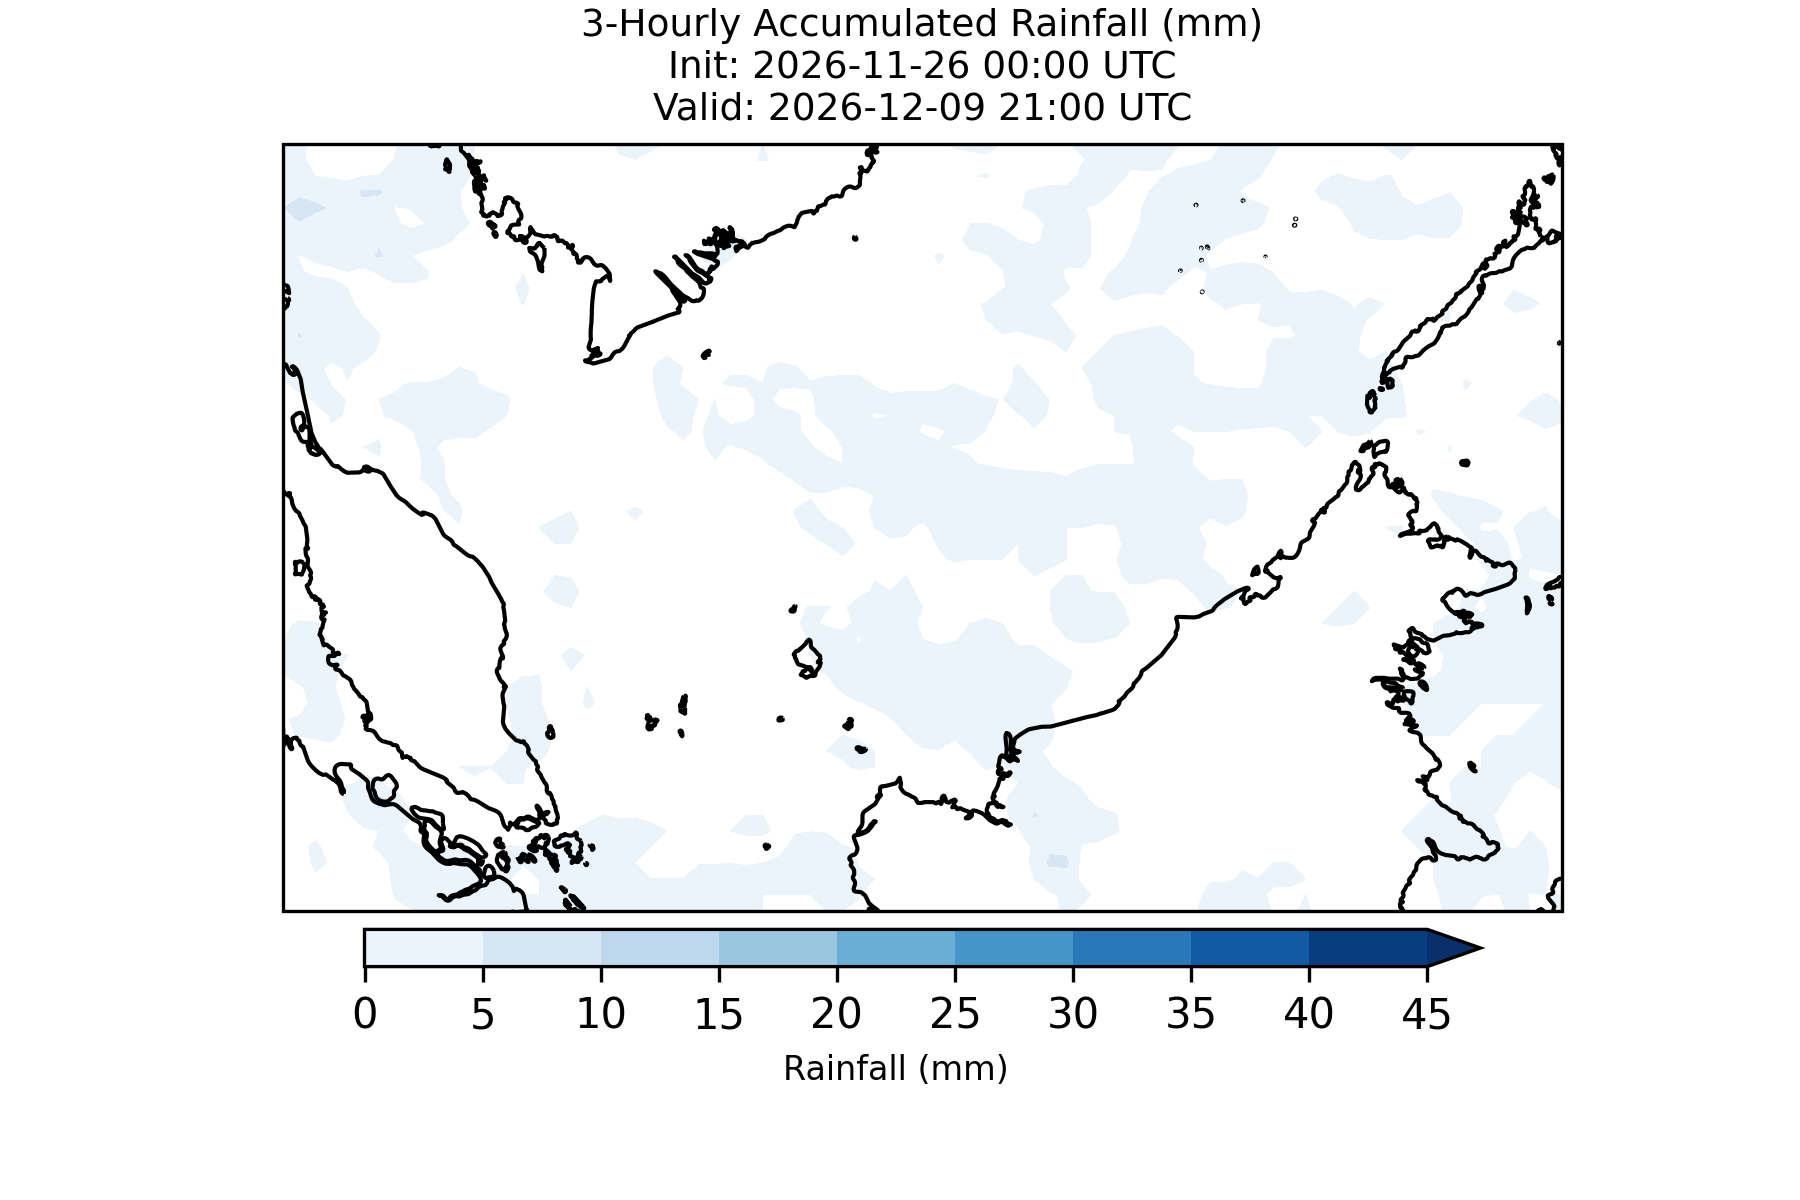 3-Hourly Accumulated Rainfall (mm)
Init: 2026-11-26 00:00 UTC
Valid: 2026-12-09 21:00 UTC
0 5 10 15 20 25 30 35 40 45
Rainfall (mm)